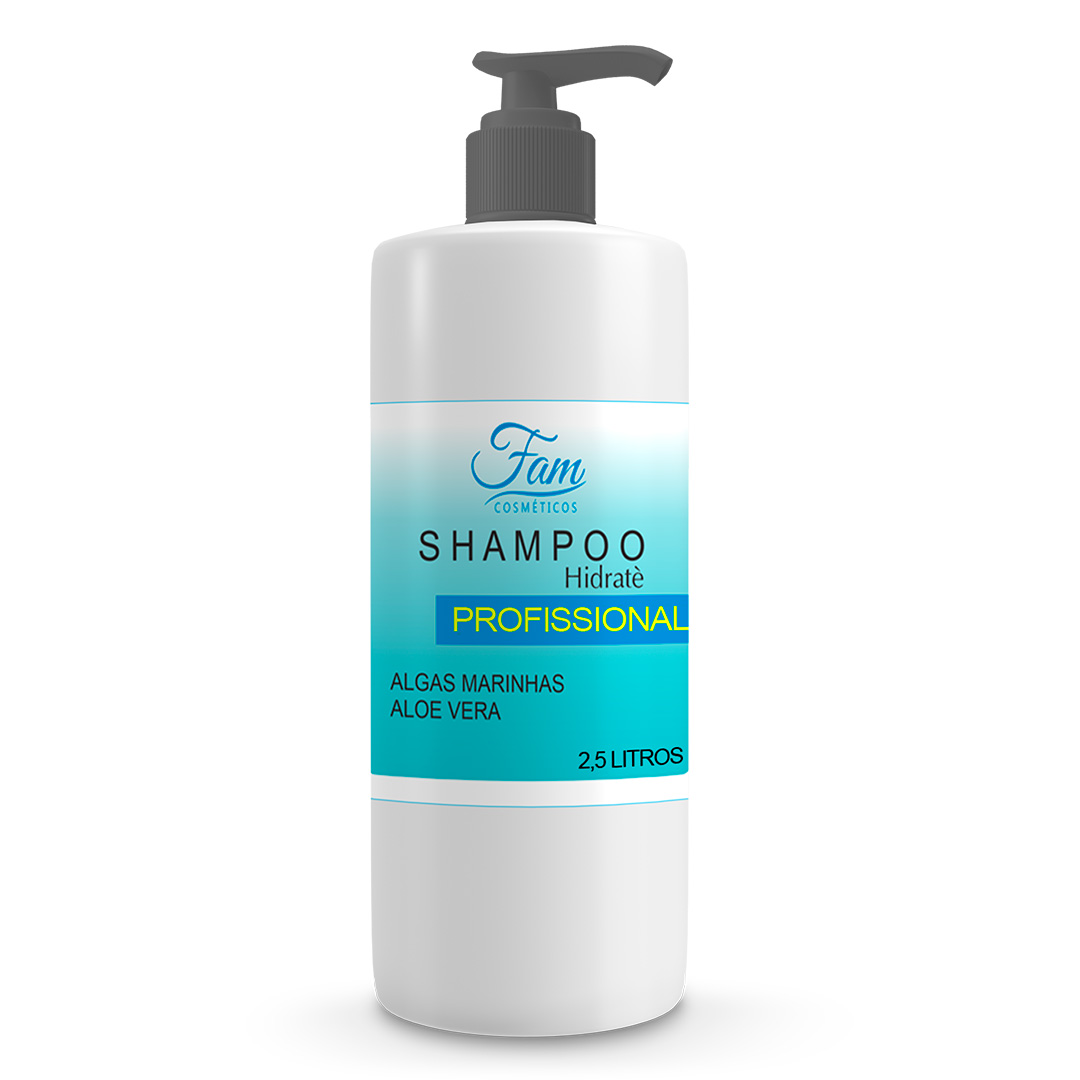 Fam
COSMÉTICOS
SHAMPOO
Hidratè
PROFISSIONAL
ALGAS MARINHAS
ALOE VERA
2,5 LITROS